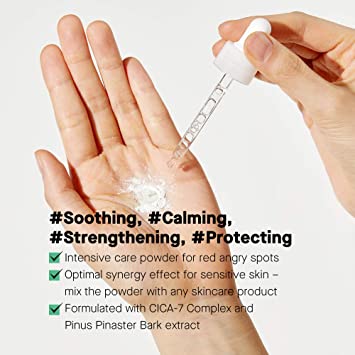 #Soothing, #Calming,
#Strengthening, #Protecting
Intensive care powder for red angry spots
Optimal synergy effect for sensitive skin –
mix the powder with any skincare product
Formulated with CICA-7 Complex and
Pinus Pinaster Bark extract